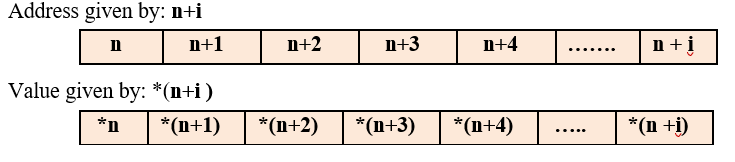 Address given by: n+i
n n+1 n+2 n+3 n+4 ....... n + i
Value given by: *(n+i )
*n *(n+1) *(n+2) *(n+3) *(n+4) ..... *(n +i)